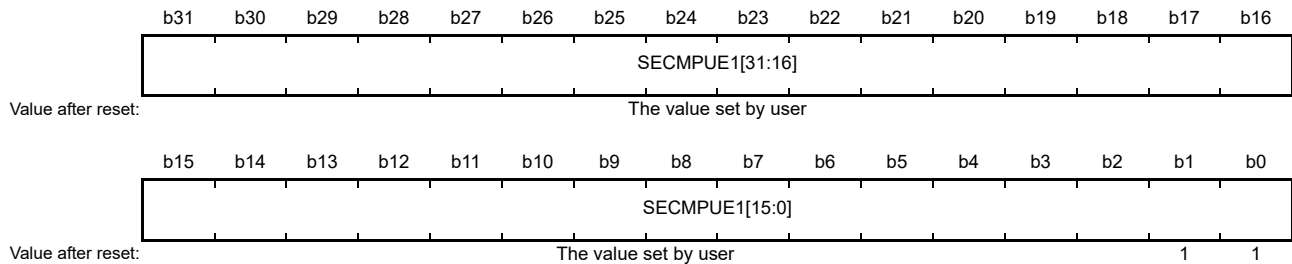 b31 b30 b29 b28 b27 b26 b25 b24 b23 b22 b21 b20 b19 b18 b17 b16
SECMPUE1[31:16]
Value after reset: The value set by user
b15 b14 b13 b12 b11 b10 b9 b8 b7 b6 b5 b4 b3 b2 b1 b0
SECMPUE1[15:0]
Value after reset: The value set by user 1 1